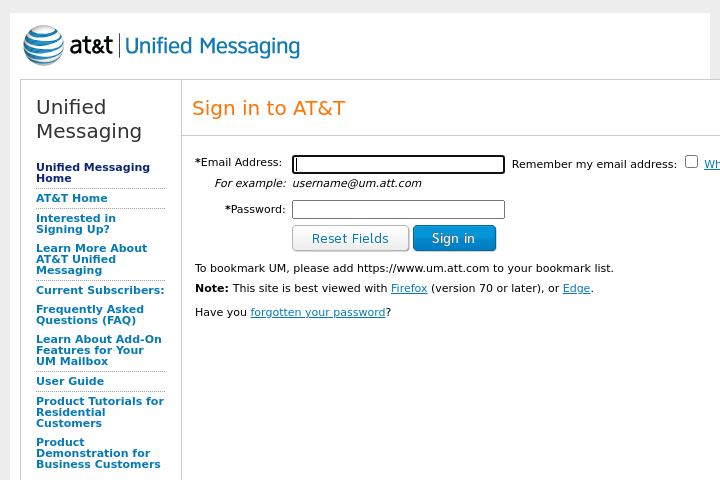 at&t Unified Messaging
Unified
Messaging
Unified Messaging
Home
AT&T Home
Interested in
Signing Up?
Learn More About
AT&T Unified
Messaging
Current Subscribers:
Frequently Asked
Questions (FAQ)
Learn About Add-On
Features for Your
UM Mailbox
User Guide
Product Tutorials for
Residential
Customers
Product
Demonstration for
Business Customers
Sign in to AT&T
*Email Address: Remember my email address: Wh
For example: username@um.att.com
*Password:
Reset Fields Sign in
To bookmark UM, please add https://www.um.att.com to your bookmark list.
Note: This site is best viewed with Firefox (version 70 or later), or Edge.
Have you forgotten your password?